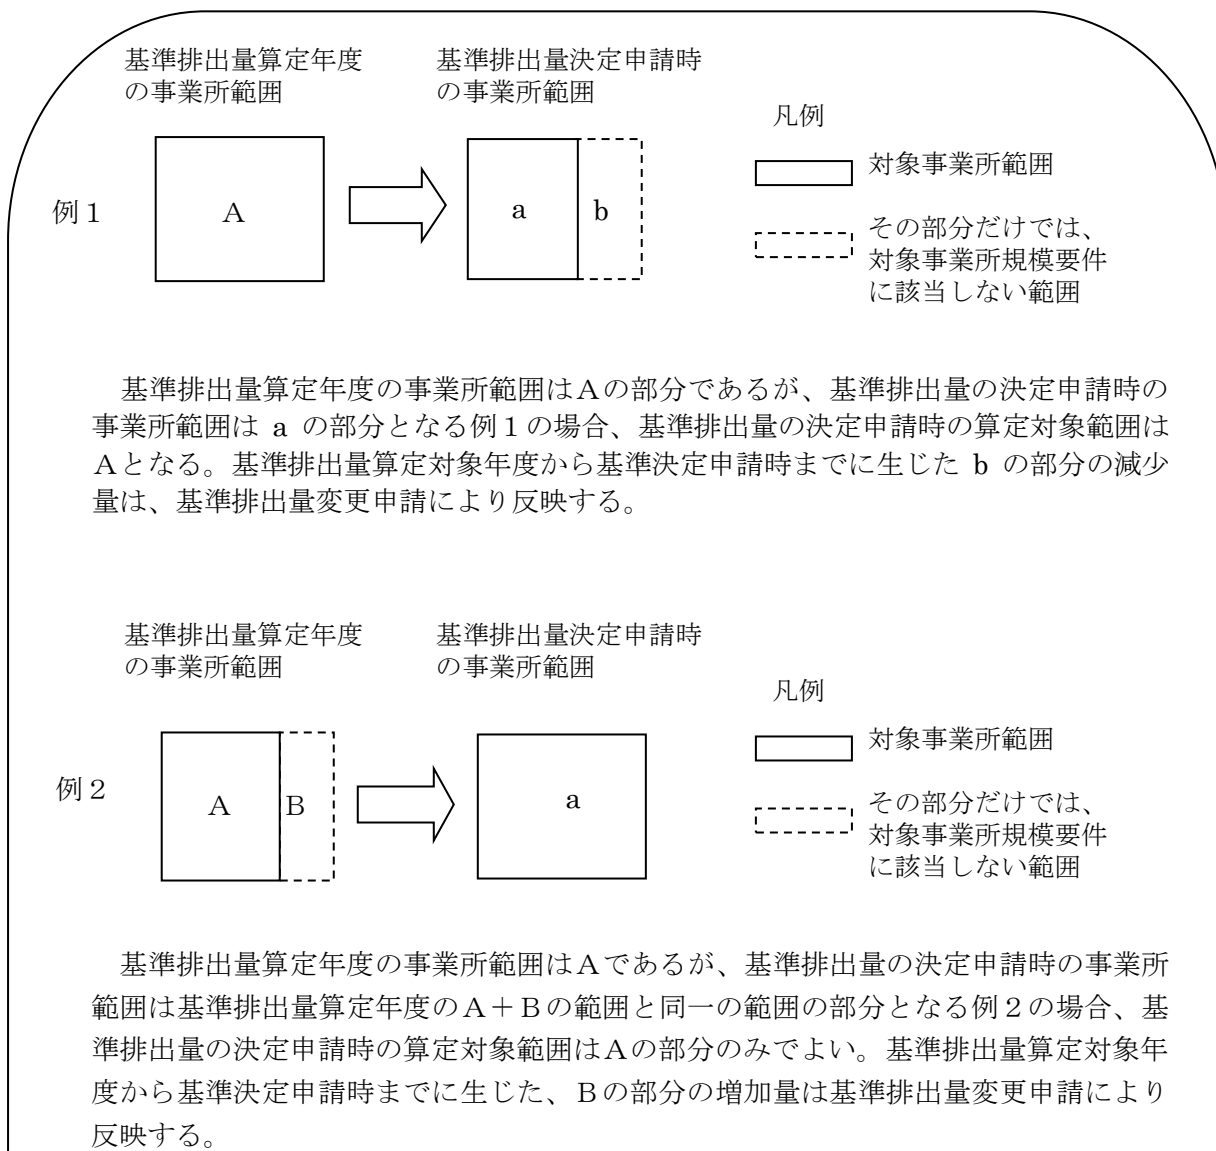 基準排出量算定年度
の事業所範囲
基準排出量決定申請時
の事業所範囲
凡例
例１
A
a
b
対象事業所範囲
その部分だけでは、
対象事業所規模要件
に該当しない範囲
基準排出量算定年度の事業所範囲はＡの部分であるが、基準排出量の決定申請時の
事業所範囲は a の部分となる例１の場合、基準排出量の決定申請時の算定対象範囲は
Ａとなる。基準排出量算定対象年度から基準決定申請時までに生じた b の部分の減少
量は、基準排出量変更申請により反映する。
基準排出量算定年度
の事業所範囲
基準排出量決定申請時
の事業所範囲
凡例
例２
A
B
a
対象事業所範囲
その部分だけでは、
対象事業所規模要件
に該当しない範囲
基準排出量算定年度の事業所範囲はＡであるが、基準排出量の決定申請時の事業所
範囲は基準排出量算定年度のＡ＋Ｂの範囲と同一の範囲の部分となる例２の場合、基
準排出量の決定申請時の算定対象範囲はＡの部分のみでよい。基準排出量算定対象年
度から基準決定申請時までに生じた、Ｂの部分の増加量は基準排出量変更申請により
反映する。